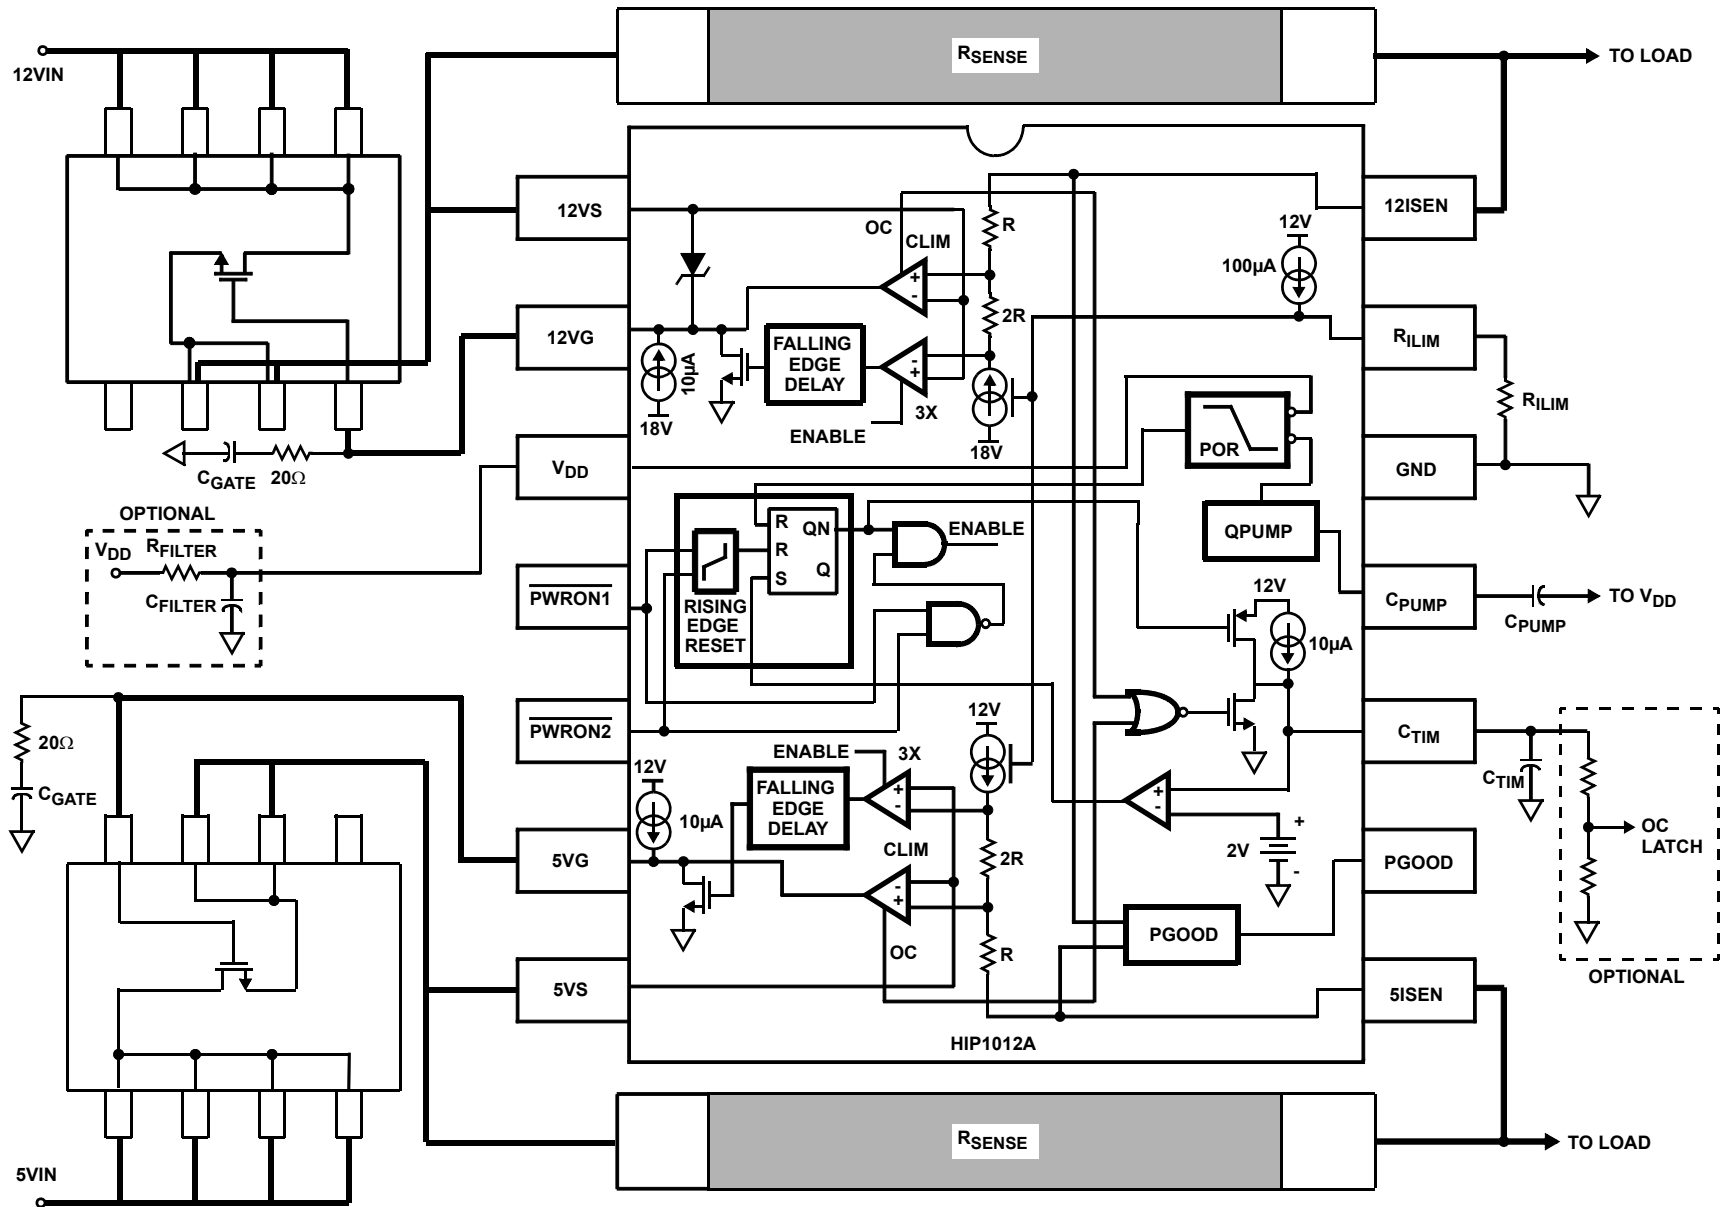 12VIN
RSENSE
TO LOAD
12VS
12VG
VDD
PWRON1
PWRON2
5VG
5VS
12ISEN
RILIM
GND
CPUMP
CTIM
PGOOD
5ISEN
OC
CLIM
R
2R
3X
FALLING
EDGE
DELAY
10µA
18V
ENABLE
18V
12V
100µA
RILIM
POR
QPUMP
CGATE
20Ω
OPTIONAL
VDD
RFILTER
CFILTER
R
R
S
QN
Q
RISING
EDGE
RESET
ENABLE
12V
10µA
CPUMP
TO VDD
20Ω
CGATE
12V
10µA
ENABLE
3X
FALLING
EDGE
DELAY
CLIM
OC
12V
2R
R
+
-
2V
PGOOD
CTIM
OC
LATCH
OPTIONAL
+
-
-
+
+
-
-
+
+
-
HIP1012A
5VIN
RSENSE
TO LOAD